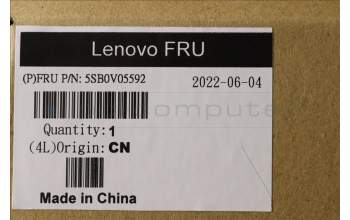 Lenovo FRU
(P)FRU P/N: 5SB0V05592 2022-06-04
Quantity: 1
(4L)Origin: CN
Made in China